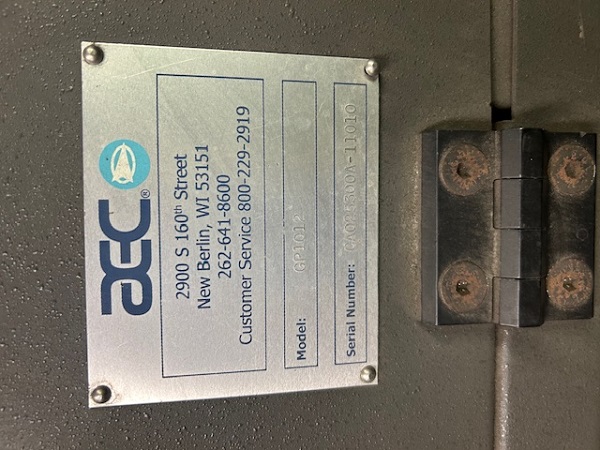 AEC®
2900 S 160th Street
New Berlin, WI 53151
262-641-8600
Customer Service 800-229-2919
Model: GP1012
Serial Number: